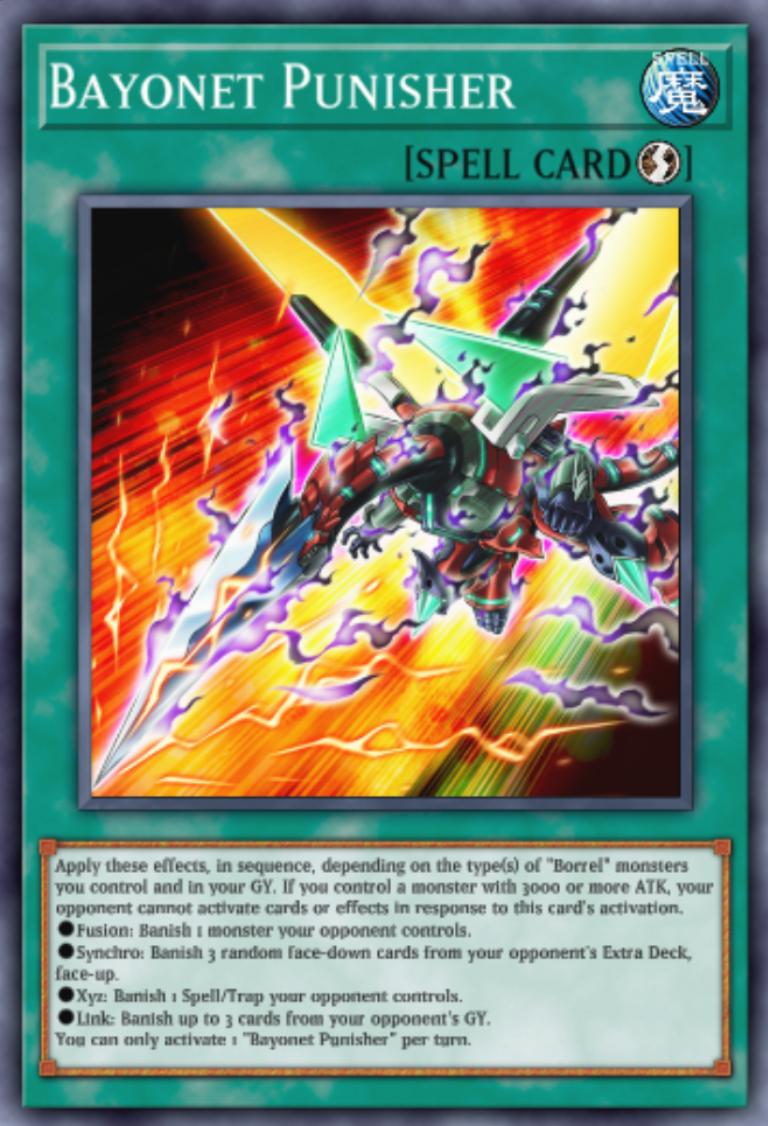 BAYONET PUNISHER
SPELL
魔
[SPELL CARD]
Apply these effects, in sequence, depending on the type(s) of "Borrel" monsters
you control and in your GY. If you control a monster with 3000 or more ATK, your
opponent cannot activate cards or effects in response to this card's activation.
●Fusion: Banish 1 monster your opponent controls.
●Synchro: Banish 3 random face-down cards from your opponent's Extra Deck,
face-up.
●Xyz: Banish 1 Spell/Trap your opponent controls.
●Link: Banish up to 3 cards from your opponent's GY.
You can only activate 1 "Bayonet Punisher" per turn.